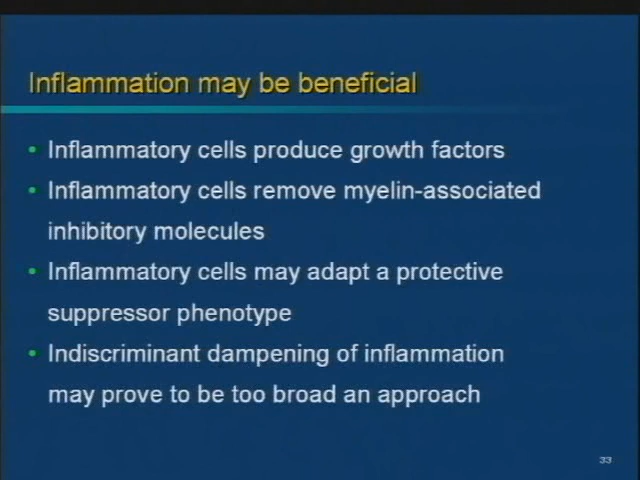 Inflammation may be beneficial
• Inflammatory cells produce growth factors
• Inflammatory cells remove myelin-associated
inhibitory molecules
• Inflammatory cells may adapt a protective
suppressor phenotype
• Indiscriminant dampening of inflammation
may prove to be too broad an approach
33